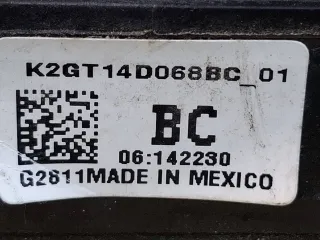 K2GT14D068BC_01
BC
06:142230
G2811MADE IN MEXICO